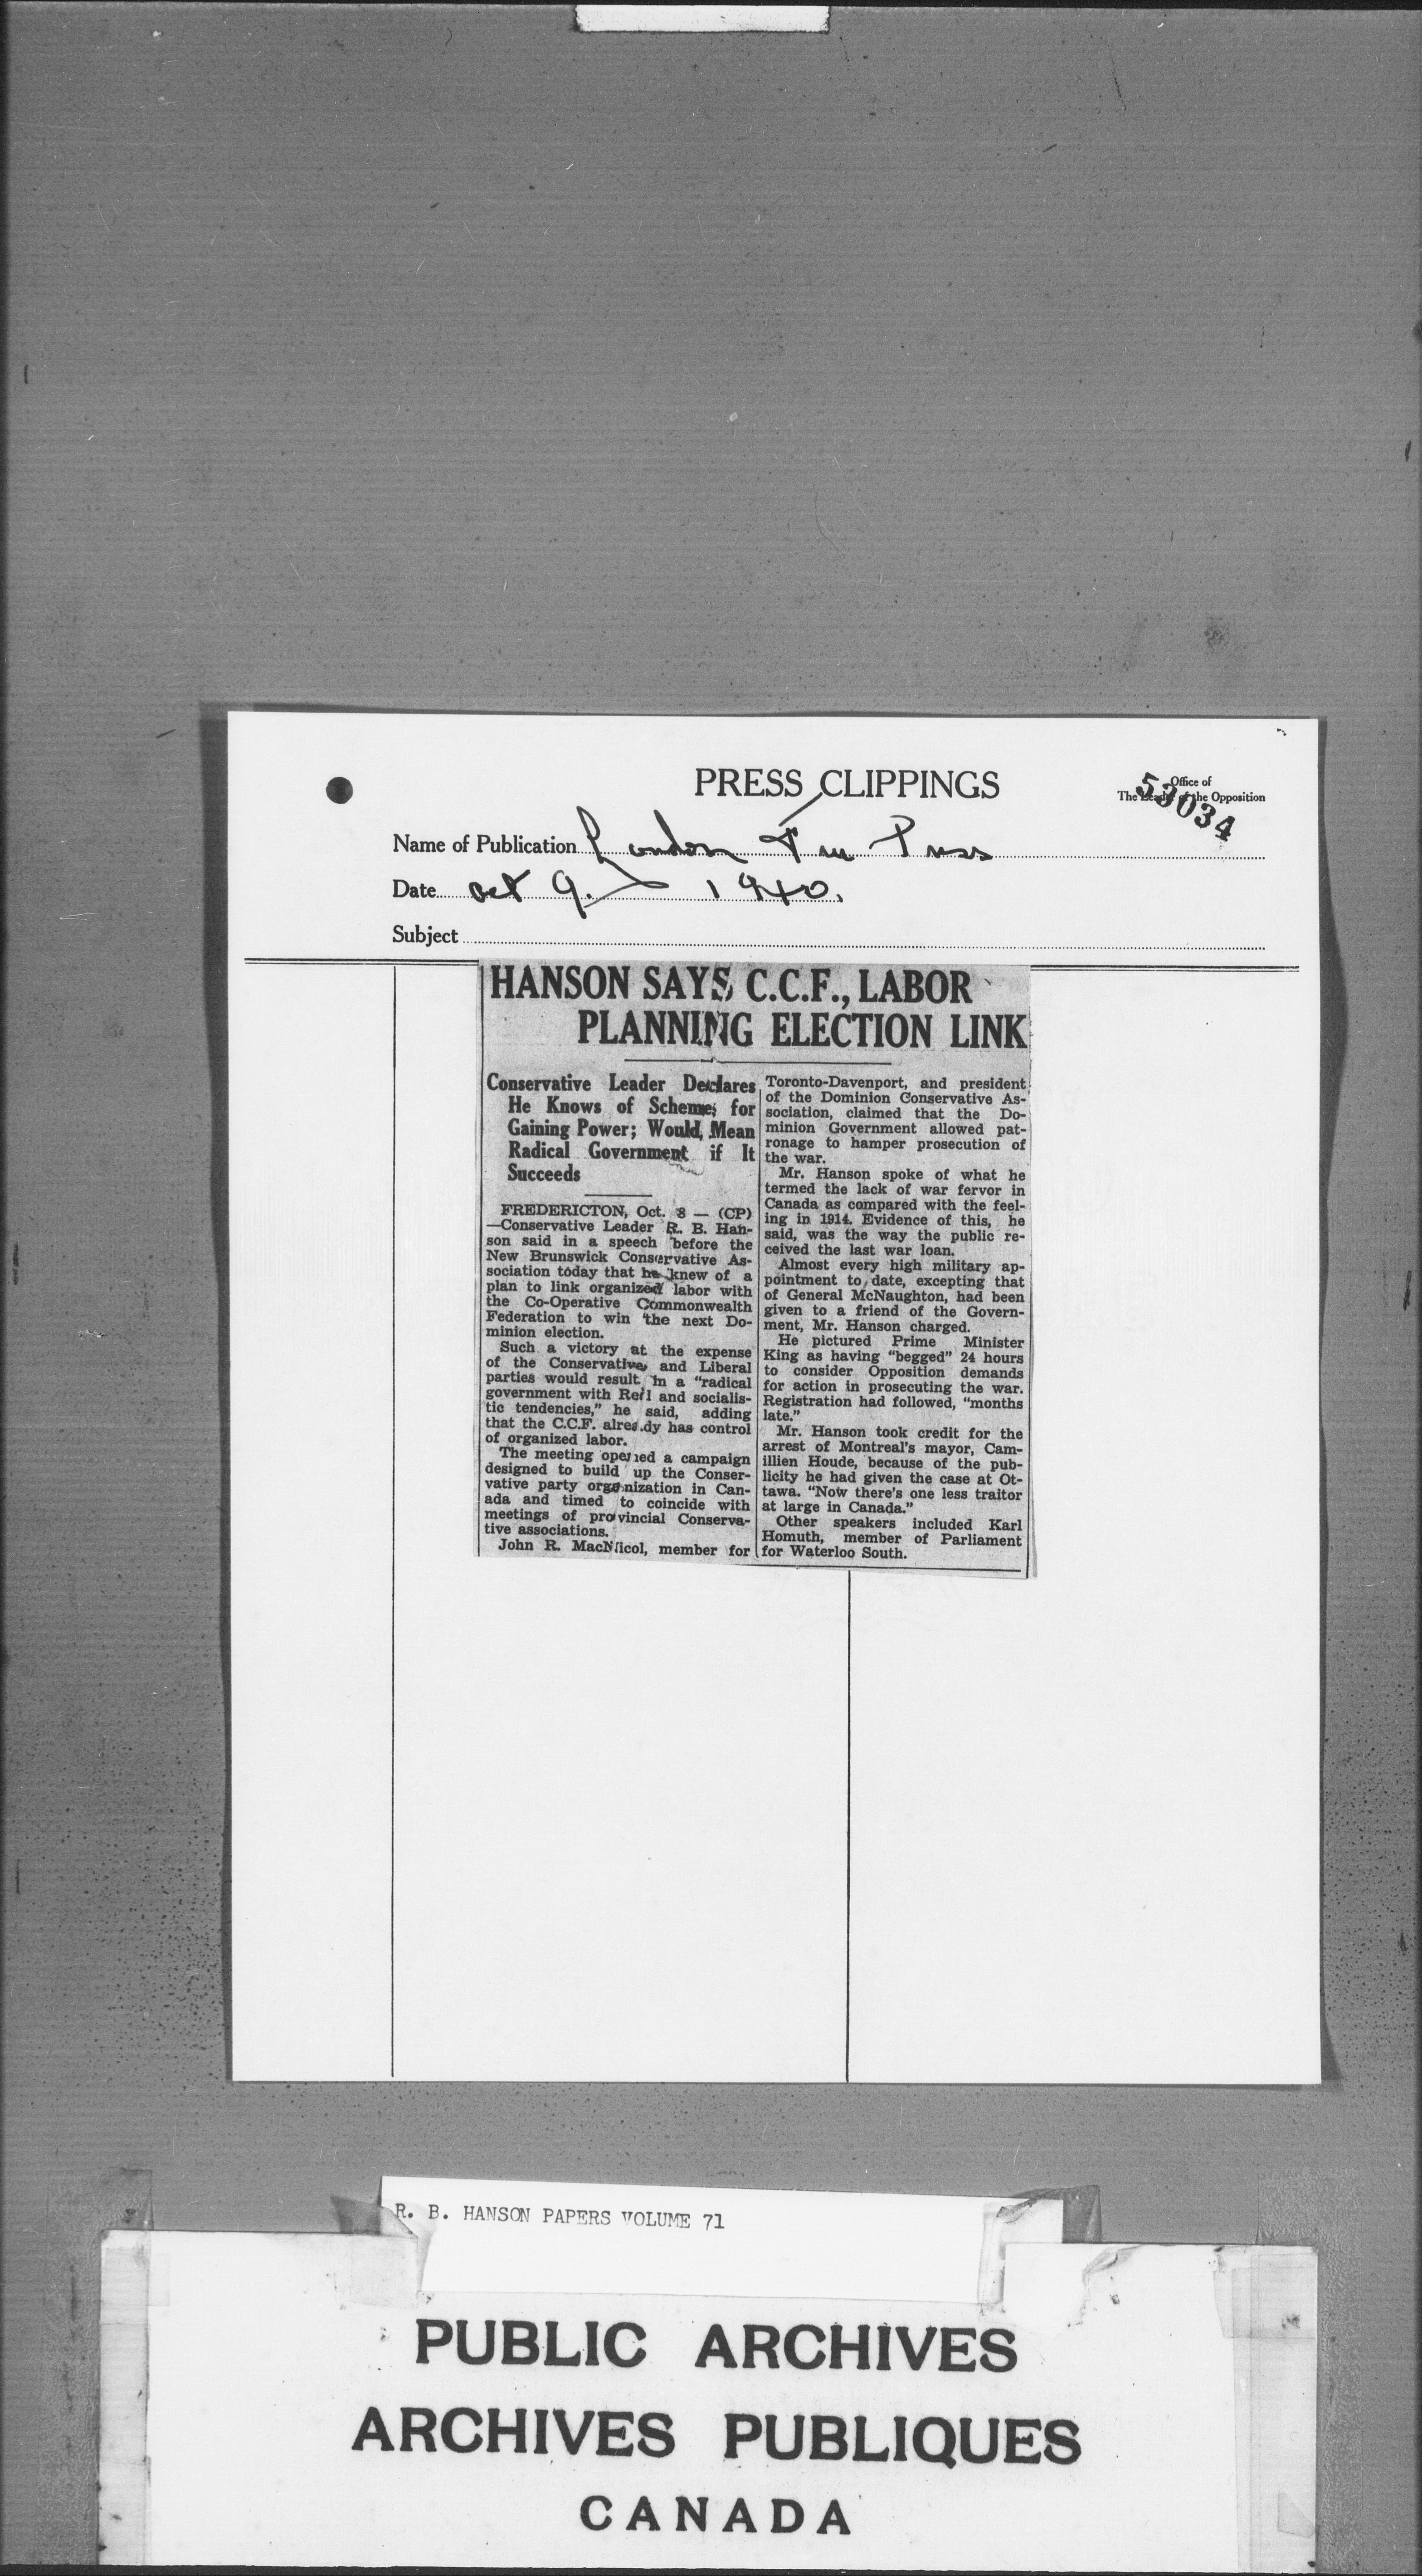 PRESS CLIPPINGS
Office of
The Leader of the Opposition
53034
Name of Publication London Free Press
Date Oct 9. 1940.
Subject
HANSON SAYS C.C.F., LABOR
PLANNING ELECTION LINK
Conservative Leader Declares
He Knows of Scheme for
Gaining Power; Would Mean
Radical Government if It
Succeeds
FREDERICTON, Oct. 8 — (CP)
—Conservative Leader R. B. Han-
son said in a speech before the
New Brunswick Conservative As-
sociation today that he knew of a
plan to link organized labor with
the Co-Operative Commonwealth
Federation to win the next Do-
minion election.
Such a victory at the expense
of the Conservative and Liberal
parties would result in a "radical
government with Red and socialis-
tic tendencies," he said, adding
that the C.C.F. already has control
of organized labor.
The meeting opened a campaign
designed to build up the Conser-
vative party organization in Can-
ada and timed to coincide with
meetings of provincial Conserva-
tive associations.
John R. MacNicol, member for
Toronto-Davenport, and president
of the Dominion Conservative As-
sociation, claimed that the Do-
minion Government allowed pat-
ronage to hamper prosecution of
the war.
Mr. Hanson spoke of what he
termed the lack of war fervor in
Canada as compared with the feel-
ing in 1914. Evidence of this, he
said, was the way the public re-
ceived the last war loan.
Almost every high military ap-
pointment to date, excepting that
of General McNaughton, had been
given to a friend of the Govern-
ment, Mr. Hanson charged.
He pictured Prime Minister
King as having "begged" 24 hours
to consider Opposition demands
for action in prosecuting the war.
Registration had followed, "months
late."
Mr. Hanson took credit for the
arrest of Montreal's mayor, Cam-
illien Houde, because of the pub-
licity he had given the case at Ot-
tawa. "Now there's one less traitor
at large in Canada."
Other speakers included Karl
Homuth, member of Parliament
for Waterloo South.
R. B. HANSON PAPERS VOLUME 71
PUBLIC ARCHIVES
ARCHIVES PUBLIQUES
CANADA